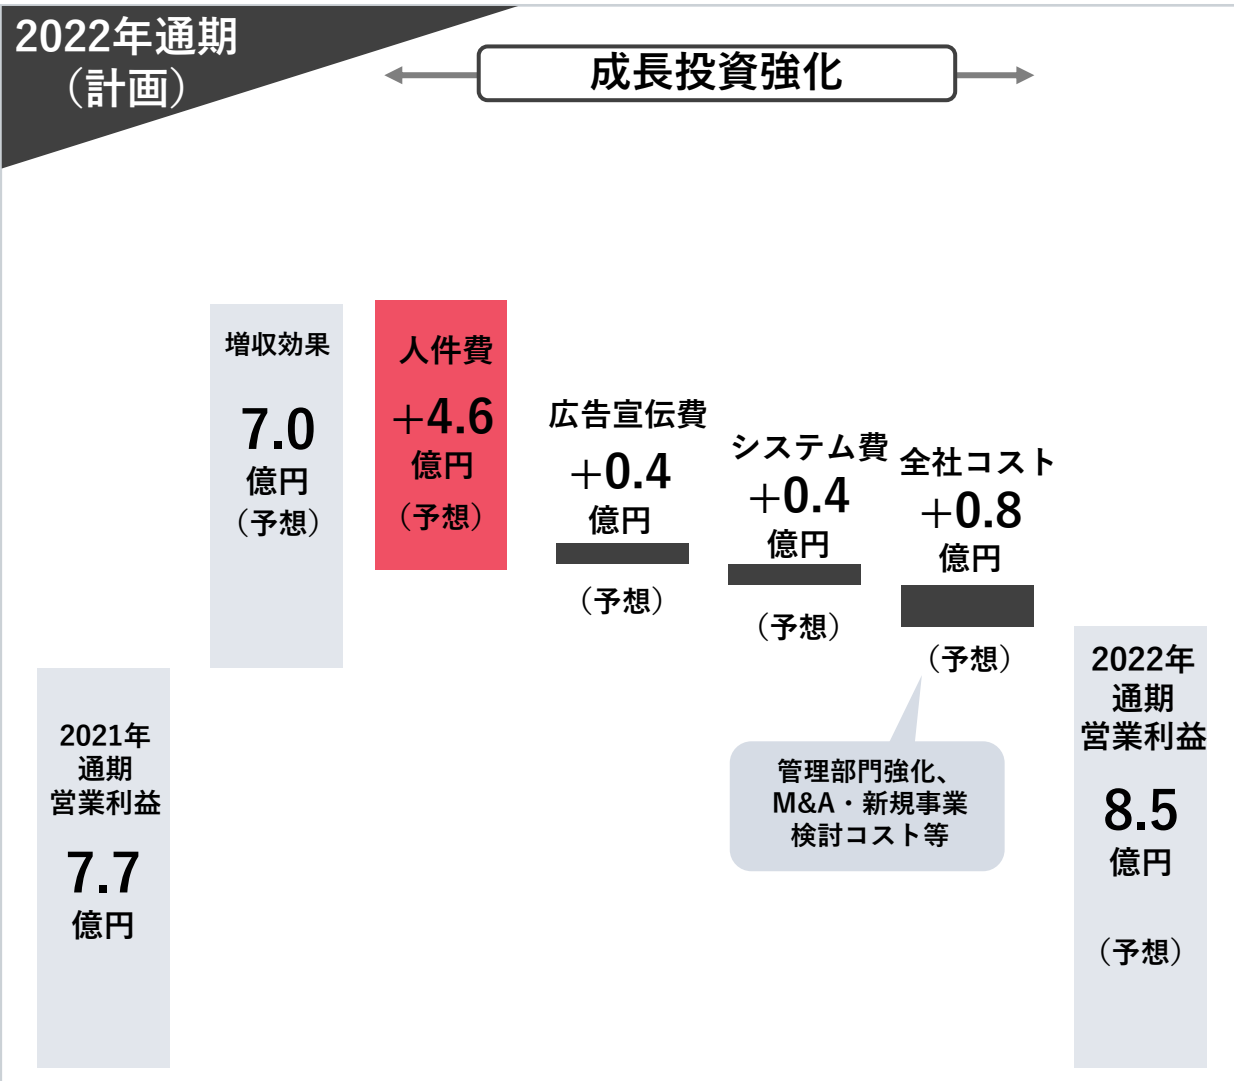 2022年通期
（計画）
成長投資強化
増収効果
7.0
億円
（予想）
人件費
+4.6
億円
（予想）
広告宣伝費
+0.4
億円
（予想）
システム費
+0.4
億円
（予想）
全社コスト
+0.8
億円
（予想）
管理部門強化、
M&A・新規事業
検討コスト等
2021年
通期
営業利益
7.7
億円
2022年
通期
営業利益
8.5
億円
（予想）